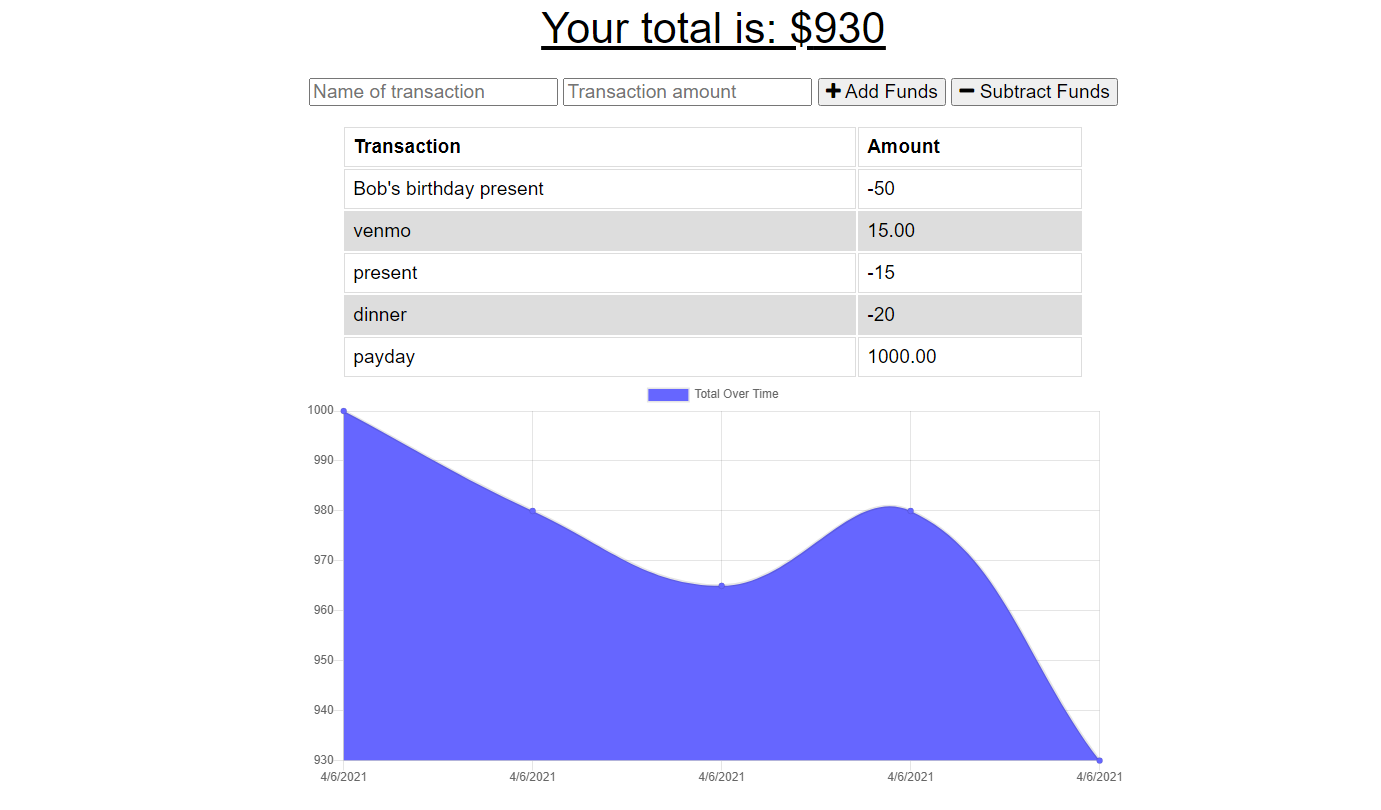 Your total is: $930
Name of transaction Transaction amount Add Funds Subtract Funds
Transaction Amount
Bob's birthday present -50
venmo 15.00
present -15
dinner -20
payday 1000.00
Total Over Time
1000
990
980
970
960
950
940
930
4/6/2021 4/6/2021 4/6/2021 4/6/2021 4/6/2021